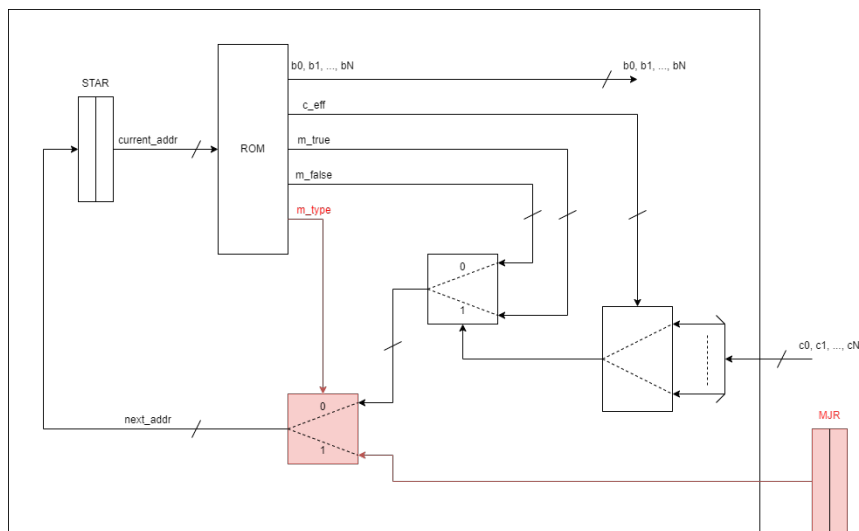 b0, b1, ..., bN
b0, b1, ..., bN
STAR
c_eff
current_addr
ROM
m_true
m_false
m_type
0
1
c0, c1, ..., cN
next_addr
0
1
MJR